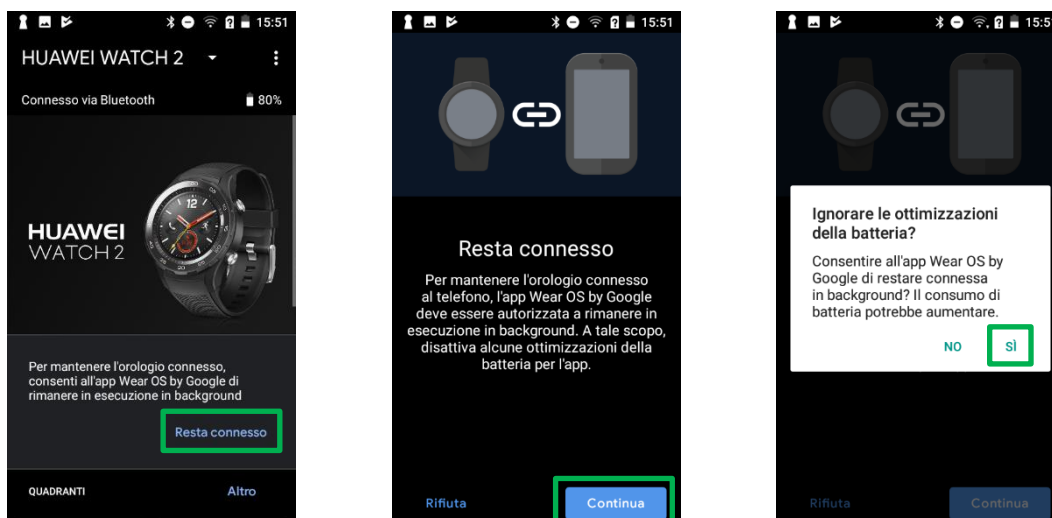 15:51
HUAWEI WATCH 2
Connesso via Bluetooth
80%
HUAWEI
WATCH 2
Per mantenere l'orologio connesso,
consenti all'app Wear OS by Google di
rimanere in esecuzione in background
Resta connesso
QUADRANTI
Altro
15:51
Resta connesso
Per mantenere l'orologio connesso
al telefono, l'app Wear OS by Google
deve essere autorizzata a rimanere in
esecuzione in background. A tale scopo,
disattiva alcune ottimizzazioni della
batteria per l'app.
Rifiuta
Continua
15:5
Ignorare le ottimizzazioni
della batteria?
Consentire all'app Wear OS by
Google di restare connessa
in background? Il consumo di
batteria potrebbe aumentare.
NO
SÌ
Rifiuta
Continua